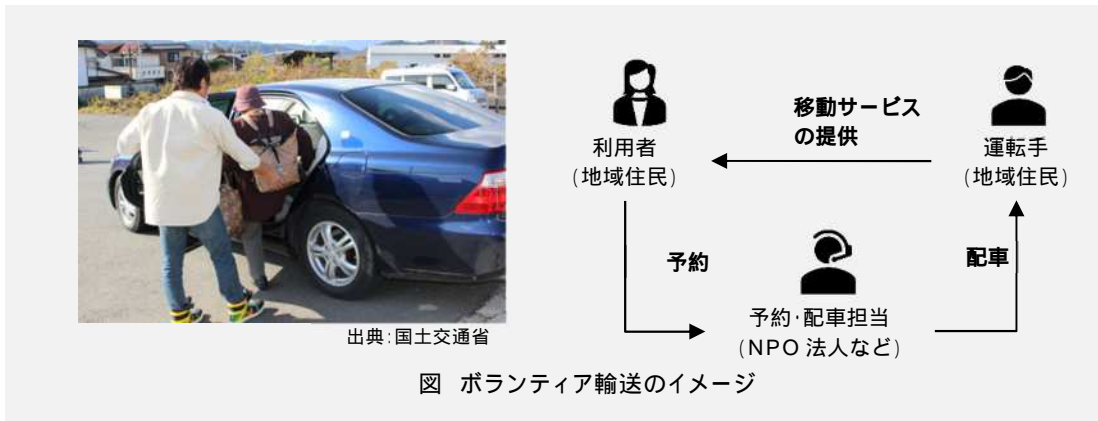 出典:国土交通省
利用者
(地域住民)
移動サービス
の提供
運転手
(地域住民)
予約
配車
予約・配車担当
(NPO 法人など)
図 ボランティア輸送のイメージ